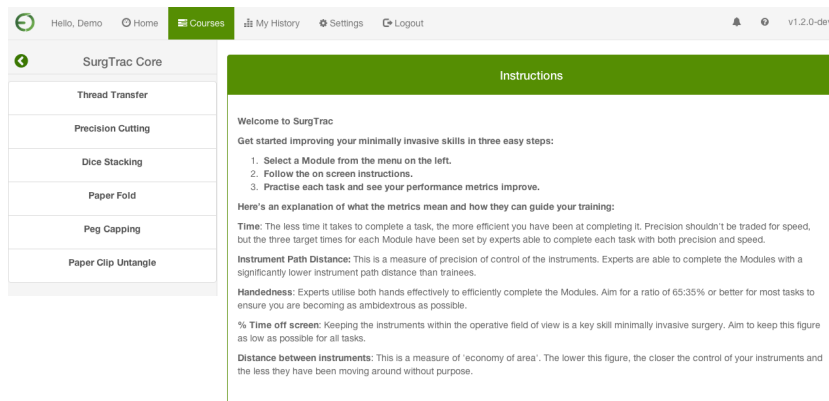 Hello, Demo Home Courses My History Settings Logout v1.2.0-dev
SurgTrac Core
Thread Transfer
Precision Cutting
Dice Stacking
Paper Fold
Peg Capping
Paper Clip Untangle
Instructions
Welcome to SurgTrac
Get started improving your minimally invasive skills in three easy steps:
1. Select a Module from the menu on the left.
2. Follow the on screen instructions.
3. Practise each task and see your performance metrics improve.
Here's an explanation of what the metrics mean and how they can guide your training:
Time: The less time it takes to complete a task, the more efficient you have been at completing it. Precision shouldn't be traded for speed,
but the three target times for each Module have been set by experts able to complete each task with both precision and speed.
Instrument Path Distance: This is a measure of precision of control of the instruments. Experts are able to complete the Modules with a
significantly lower instrument path distance than trainees.
Handedness: Experts utilise both hands effectively to efficiently complete the Modules. Aim for a ratio of 65:35% or better for most tasks to
ensure you are becoming as ambidextrous as possible.
% Time off screen: Keeping the instruments within the operative field of view is a key skill minimally invasive surgery. Aim to keep this figure
as low as possible for all tasks.
Distance between instruments: This is a measure of 'economy of area'. The lower this figure, the closer the control of your instruments and
the less they have been moving around without purpose.